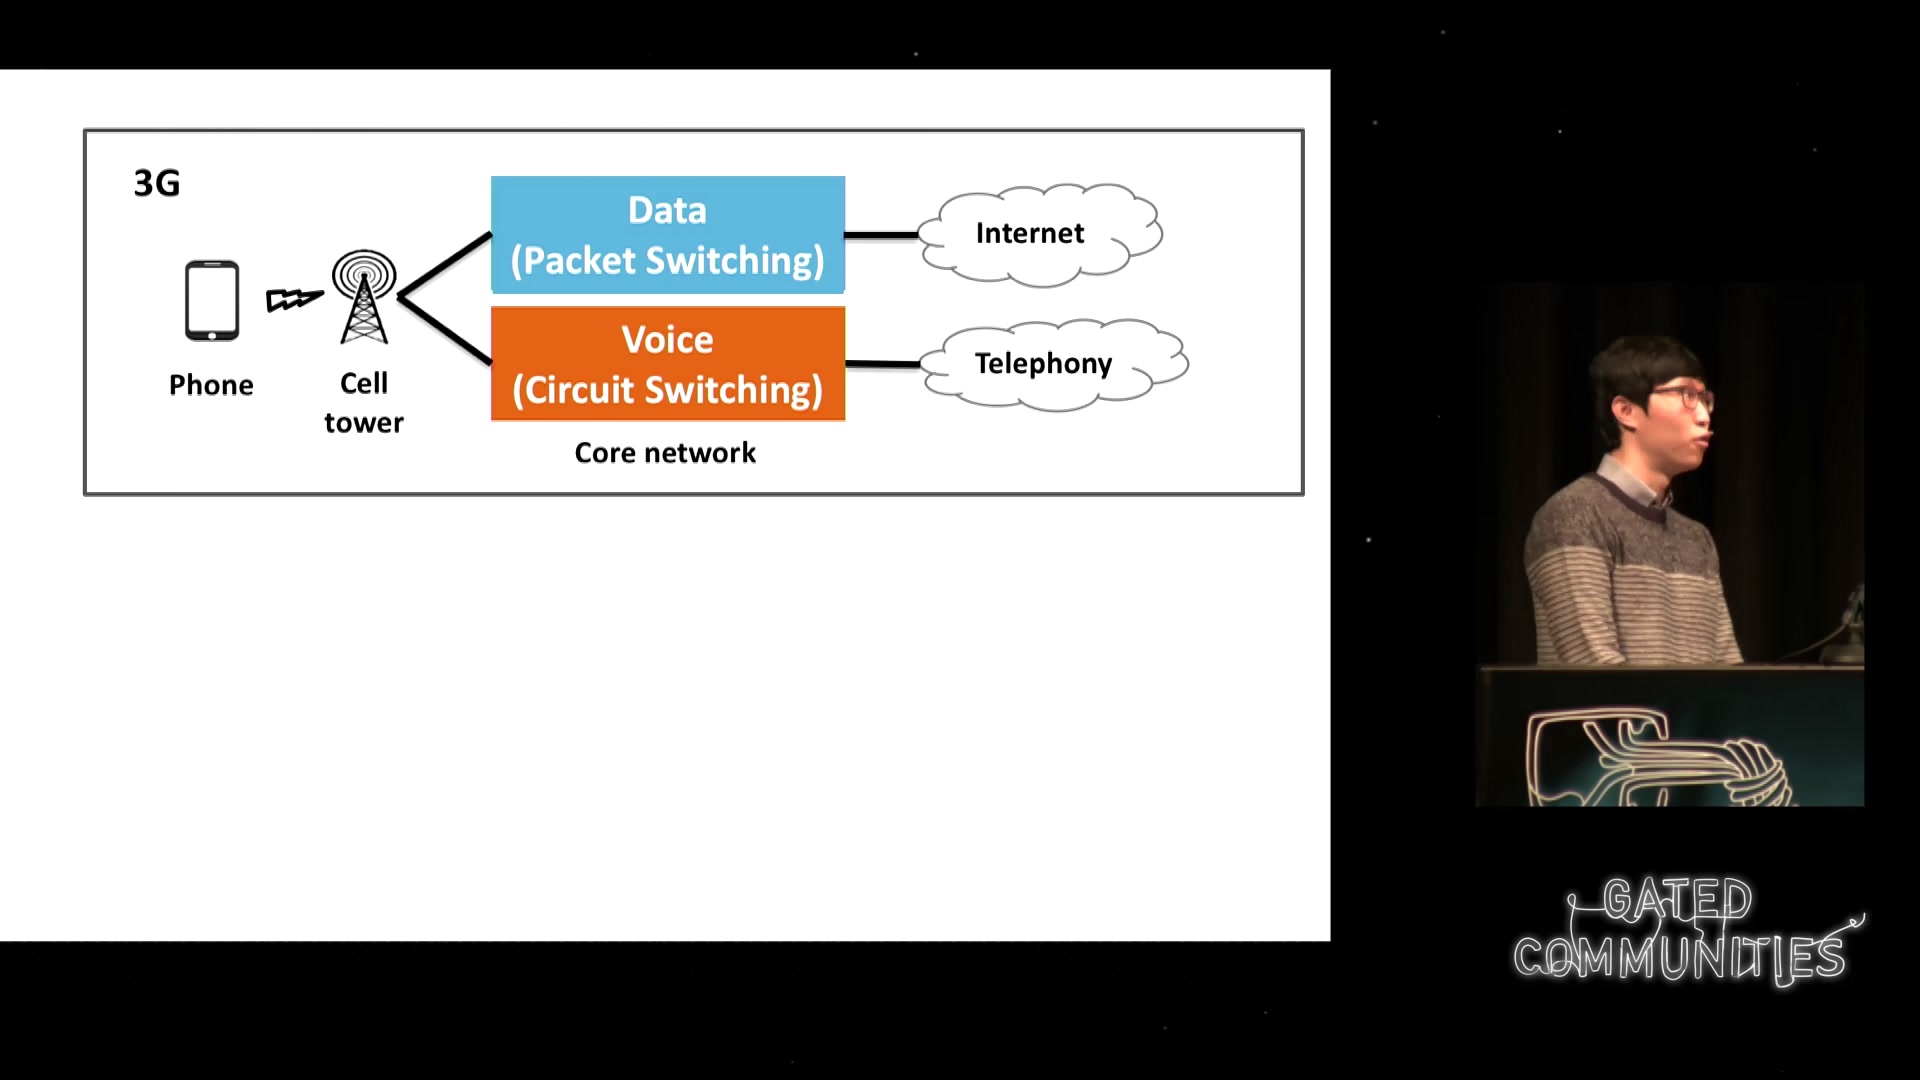 3G
Data
(Packet Switching)
Internet
Voice
(Circuit Switching)
Telephony
Phone
Cell
tower
Core network
GATED
COMMUNITIES